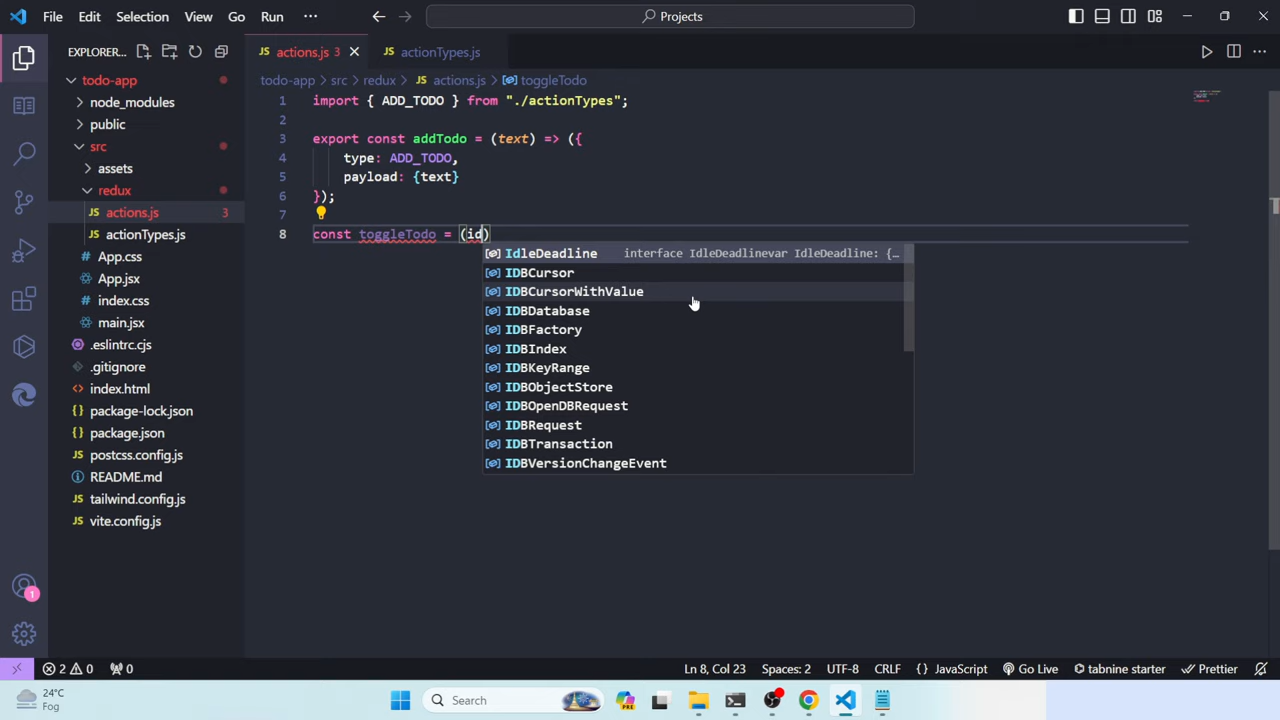 File Edit Selection View Go Run ··· Projects
EXPLORER...
actions.js 3 actionTypes.js
todo-app > src > redux > JS actions.js > toggleTodo
todo-app
node_modules
public
src
assets
redux
JS actions.js 3
JS actionTypes.js
App.css
App.jsx
index.css
main.jsx
.eslintrc.cjs
.gitignore
index.html
package-lock.json
package.json
postcss.config.js
README.md
tailwind.config.js
vite.config.js
1 import { ADD_TODO } from "./actionTypes";
2
3 export const addTodo = (text) => ({
4 type: ADD_TODO,
5 payload: {text}
6 });
7
8 const toggleTodo = (id)
IdleDeadline interface IdleDeadlinevar IdleDeadline: {…
IDBCursor
IDBCursorWithValue
IDBDatabase
IDBFactory
IDBIndex
IDBKeyRange
IDBObjectStore
IDBOpenDBRequest
IDBRequest
IDBTransaction
IDBVersionChangeEvent
1
2 0 0 Ln 8, Col 23 Spaces: 2 UTF-8 CRLF {} JavaScript Go Live tabnine starter Prettier
24°C
Fog
Search
PRE